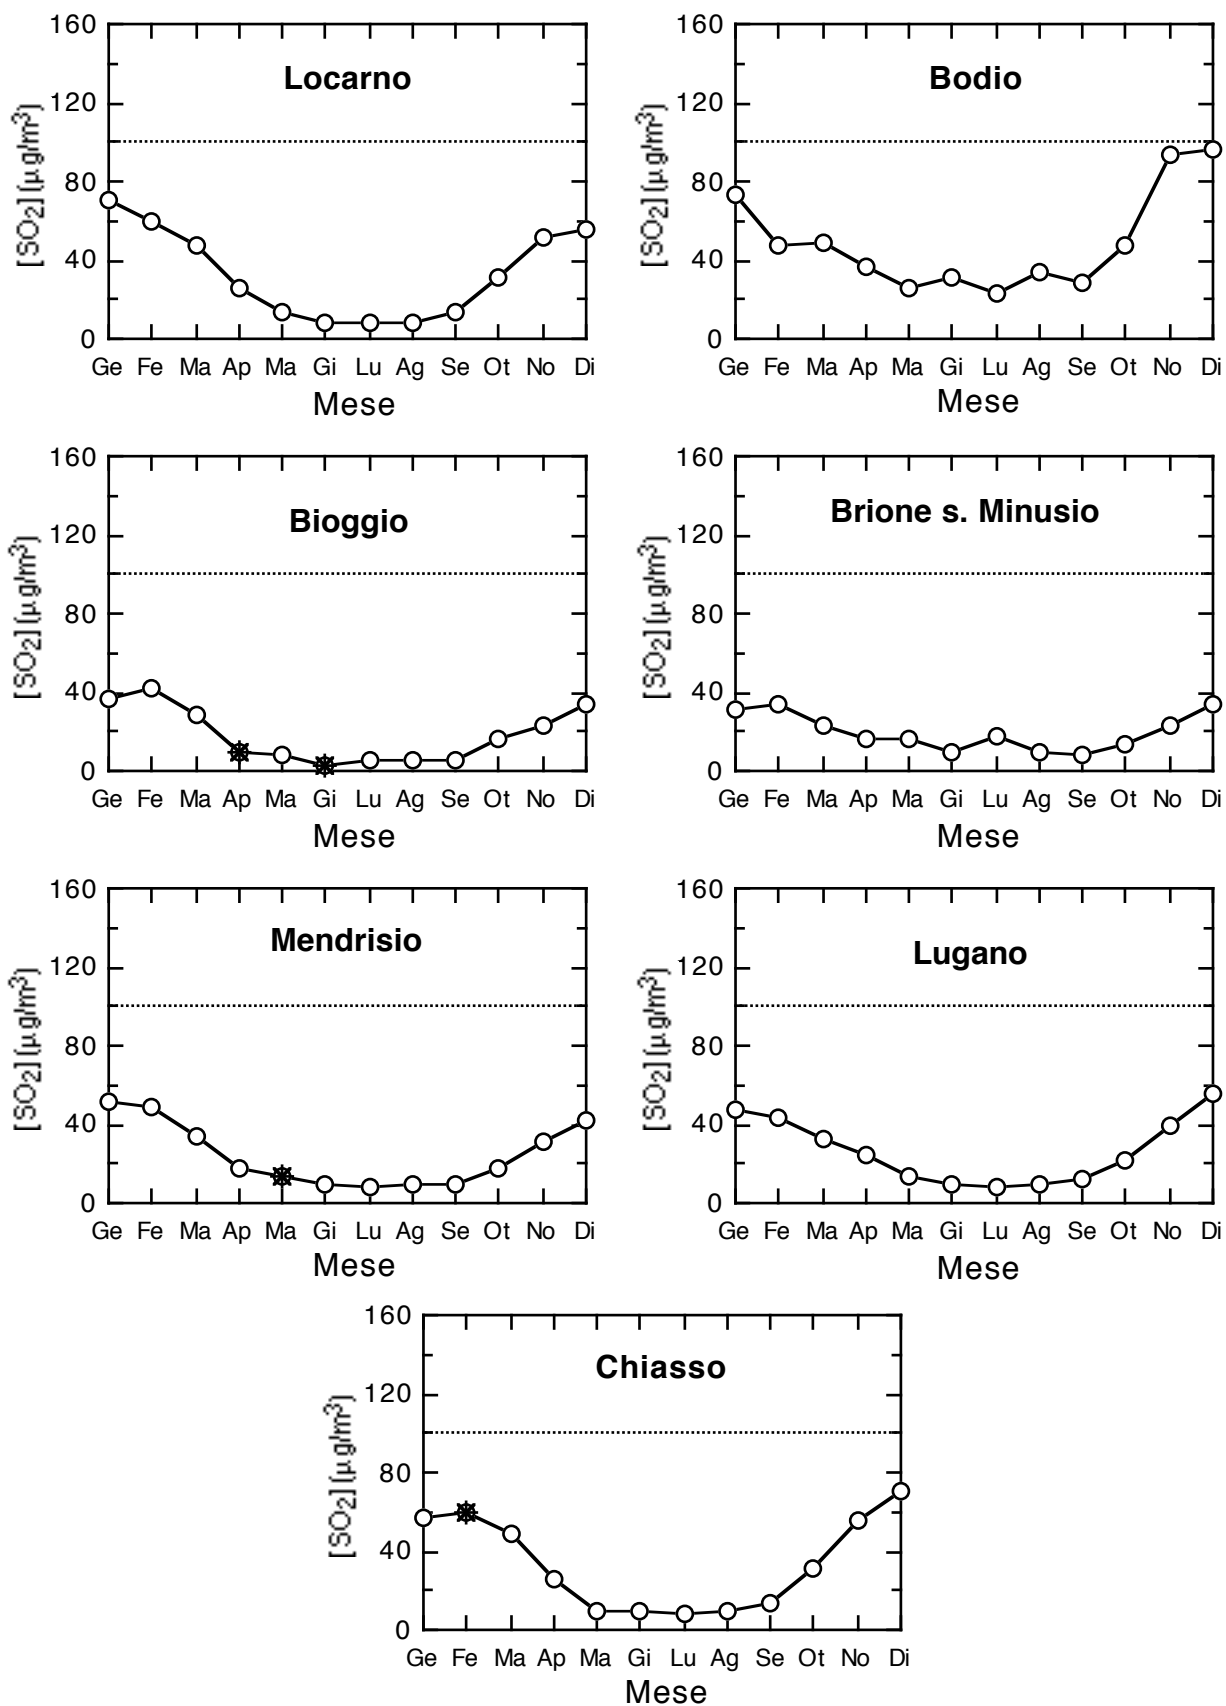 Locarno
[SO2] (µg/m3)
160
120
80
40
0
Ge Fe Ma Ap Ma Gi Lu Ag Se Ot No Di
Mese
Bodio
[SO2] (µg/m3)
160
120
80
40
0
Ge Fe Ma Ap Ma Gi Lu Ag Se Ot No Di
Mese
Bioggio
[SO2] (µg/m3)
160
120
80
40
0
Ge Fe Ma Ap Ma Gi Lu Ag Se Ot No Di
Mese
Brione s. Minusio
[SO2] (µg/m3)
160
120
80
40
0
Ge Fe Ma Ap Ma Gi Lu Ag Se Ot No Di
Mese
Mendrisio
[SO2] (µg/m3)
160
120
80
40
0
Ge Fe Ma Ap Ma Gi Lu Ag Se Ot No Di
Mese
Lugano
[SO2] (µg/m3)
160
120
80
40
0
Ge Fe Ma Ap Ma Gi Lu Ag Se Ot No Di
Mese
Chiasso
[SO2] (µg/m3)
160
120
80
40
0
Ge Fe Ma Ap Ma Gi Lu Ag Se Ot No Di
Mese